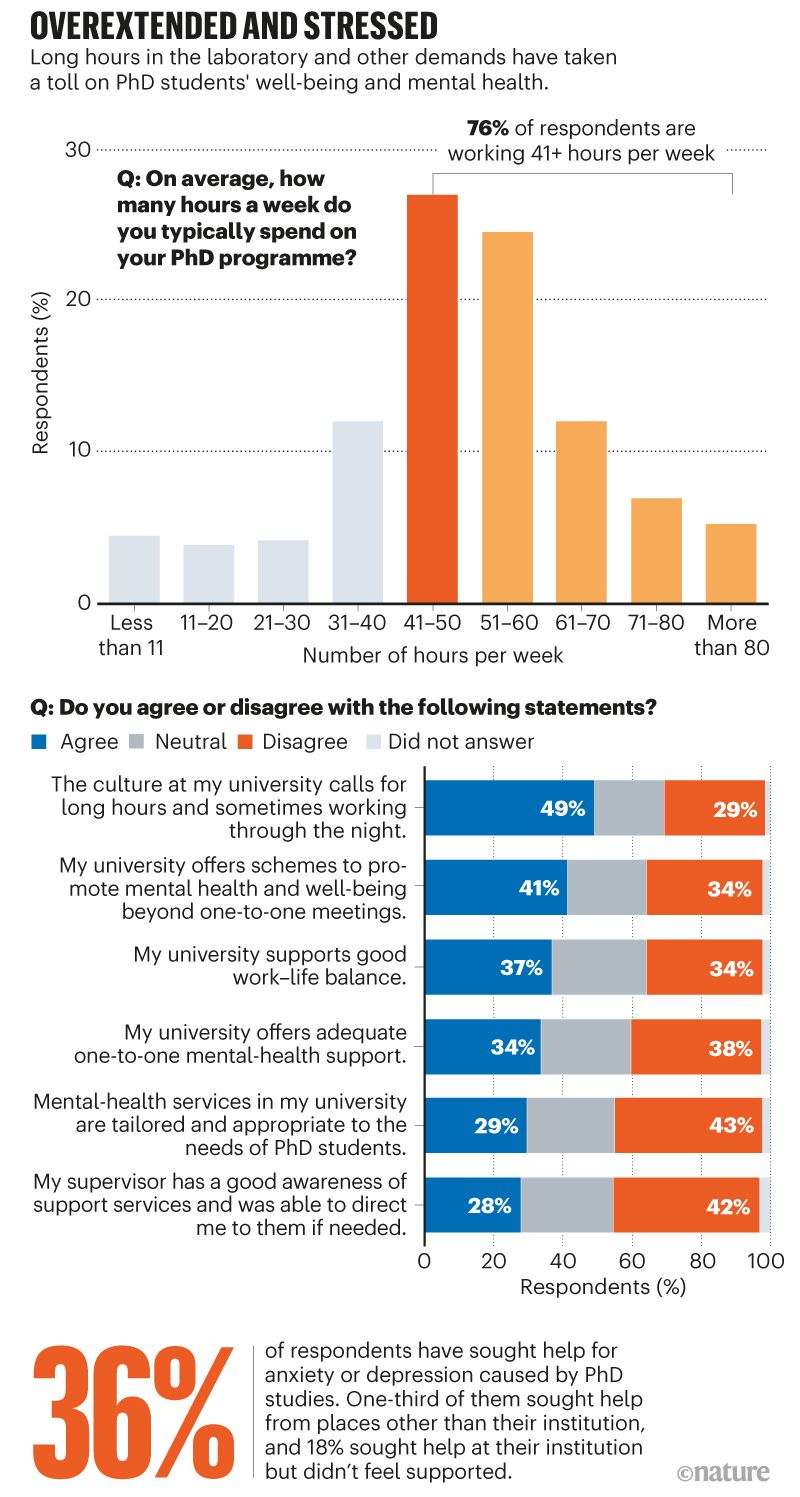 OVEREXTENDED AND STRESSED
Long hours in the laboratory and other demands have taken
a toll on PhD students' well-being and mental health.
76% of respondents are
working 41+ hours per week
30
Q: On average, how
many hours a week do
you typically spend on
your PhD programme?
20
Respondents (%)
10
0
Less
than 11
11–20
21–30
31–40
41–50
51–60
61–70
71–80
More
than 80
Number of hours per week
Q: Do you agree or disagree with the following statements?
Agree
Neutral
Disagree
Did not answer
The culture at my university calls for
long hours and sometimes working
through the night.
49%
29%
My university offers schemes to pro-
mote mental health and well-being
beyond one-to-one meetings.
41%
34%
My university supports good
work–life balance.
37%
34%
My university offers adequate
one-to-one mental-health support.
34%
38%
Mental-health services in my university
are tailored and appropriate to the
needs of PhD students.
29%
43%
My supervisor has a good awareness of
support services and was able to direct
me to them if needed.
28%
42%
0
20
40
60
80
100
Respondents (%)
36%
of respondents have sought help for
anxiety or depression caused by PhD
studies. One-third of them sought help
from places other than their institution,
and 18% sought help at their institution
but didn't feel supported.
©nature